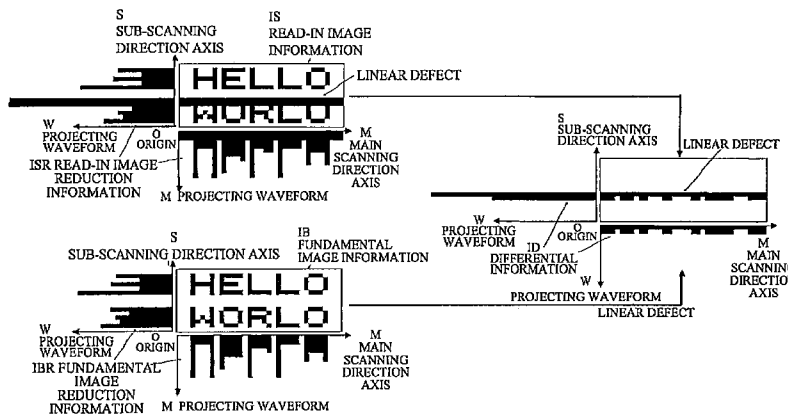 S
SUB-SCANNING
DIRECTION AXIS
IS
READ-IN IMAGE
INFORMATION
HELLO
LINEAR DEFECT
WORLO
W
PROJECTING
WAVEFORM
O
ORIGIN
M
MAIN
SCANNING
DIRECTION
AXIS
ISR READ-IN IMAGE
REDUCTION
INFORMATION
M PROJECTING WAVEFORM
S
SUB-SCANNING DIRECTION AXIS
IB
FUNDAMENTAL
IMAGE INFORMATION
HELLO
WORLO
W
PROJECTING
WAVEFORM
O
ORIGIN
M
MAIN
SCANNING
DIRECTION
AXIS
IBR FUNDAMENTAL
IMAGE
REDUCTION
INFORMATION
M PROJECTING WAVEFORM
S
SUB-SCANNING
DIRECTION AXIS
LINEAR DEFECT
W
PROJECTING
WAVEFORM
O
ORIGIN
ID
DIFFERENTIAL
INFORMATION
M
MAIN
SCANNING
DIRECTION
AXIS
W
PROJECTING WAVEFORM
LINEAR DEFECT